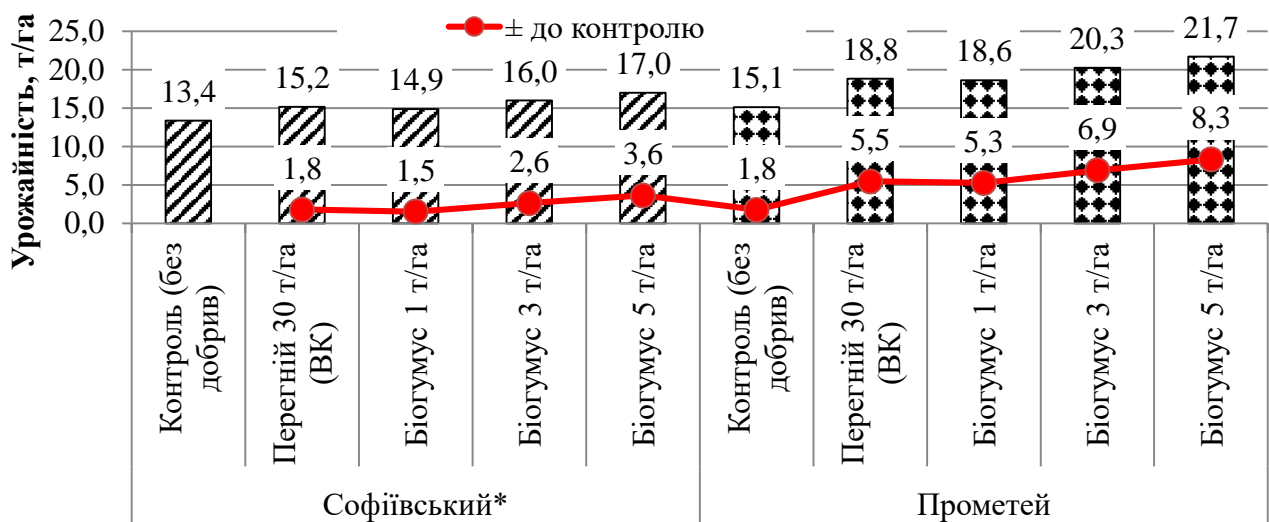 Урожайність, т/га
25,0
20,0
15,0
10,0
5,0
0,0
± до контролю
13,4
15,2
14,9
16,0
17,0
15,1
18,8
18,6
20,3
21,7
1,8
1,5
2,6
3,6
1,8
5,5
5,3
6,9
8,3
Контроль (без
добрив)
Перегній 30 т/га
(ВК)
Біогумус 1 т/га
Біогумус 3 т/га
Біогумус 5 т/га
Контроль (без
добрив)
Перегній 30 т/га
(ВК)
Біогумус 1 т/га
Біогумус 3 т/га
Біогумус 5 т/га
Софіївський*
Прометей